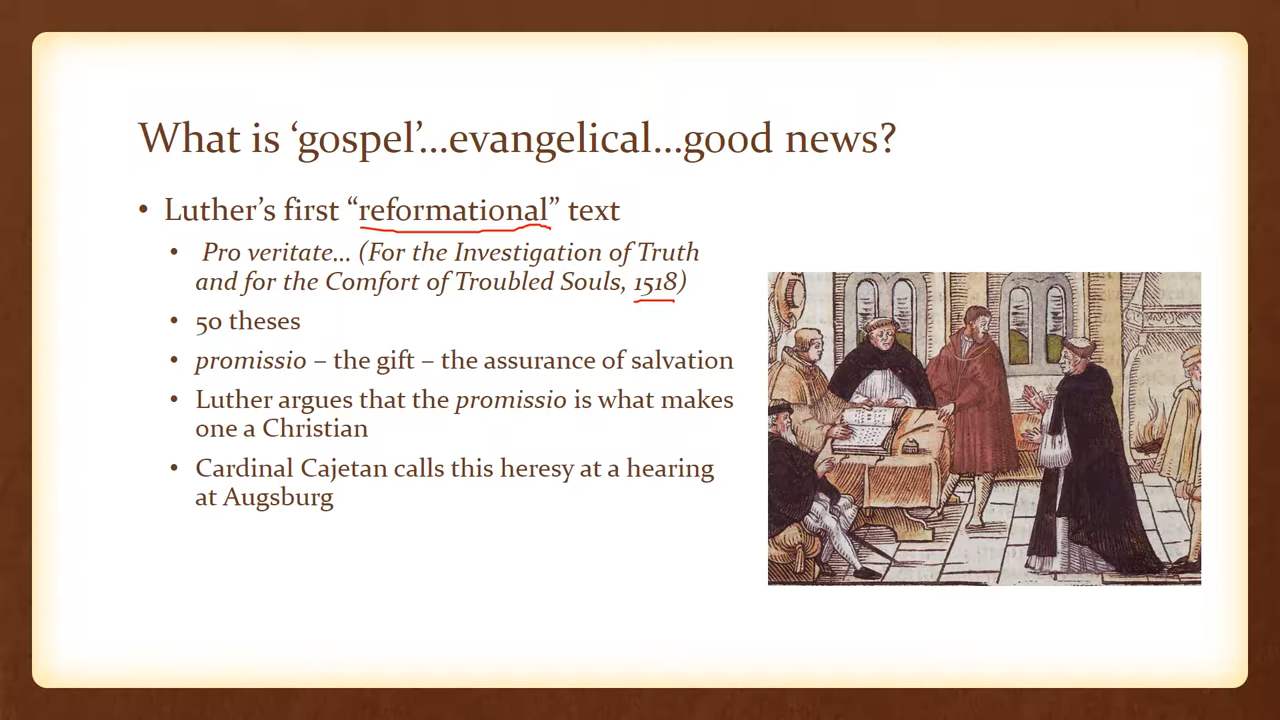 What is ‘gospel’…evangelical…good news?
• Luther’s first “reformational” text
• Pro veritate… (For the Investigation of Truth
and for the Comfort of Troubled Souls, 1518)
• 50 theses
• promissio – the gift – the assurance of salvation
• Luther argues that the promissio is what makes
one a Christian
• Cardinal Cajetan calls this heresy at a hearing
at Augsburg